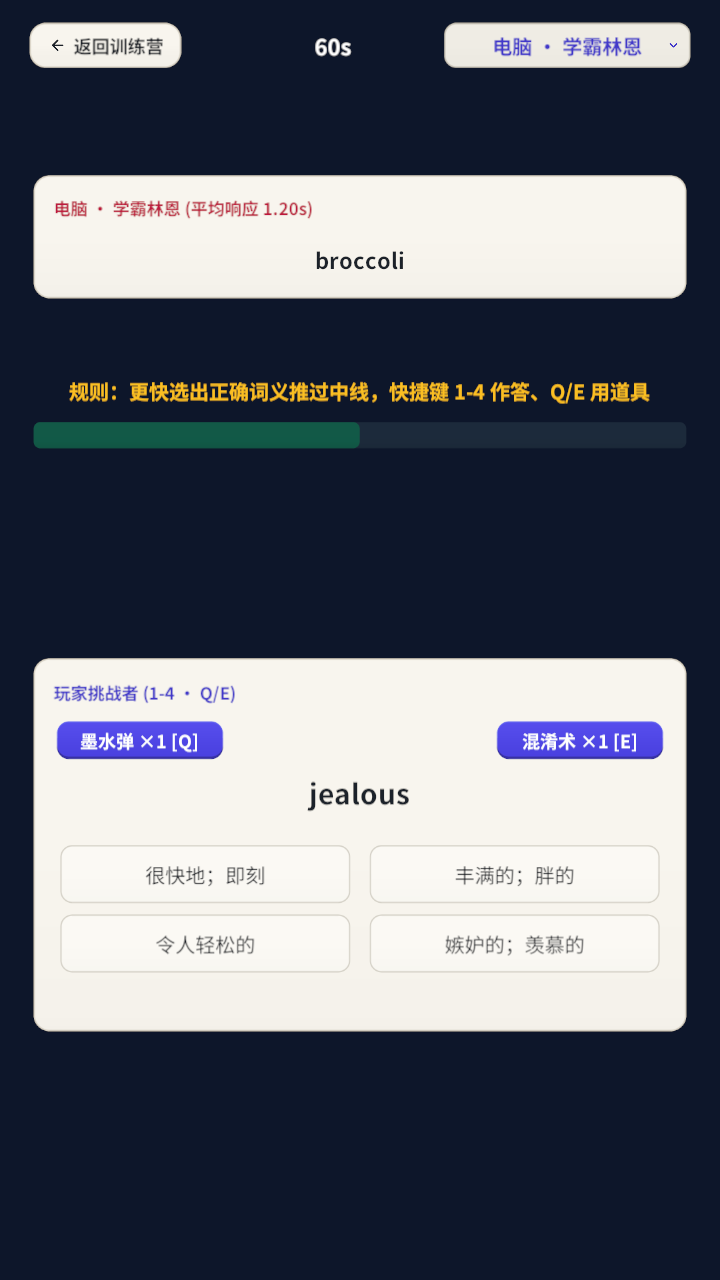 返回训练营
60s
电脑 · 学霸林恩
电脑 · 学霸林恩 (平均响应 1.20s)
broccoli
规则：更快选出正确词义推过中线，快捷键 1-4 作答、Q/E 用道具
玩家挑战者 (1-4 · Q/E)
墨水弹 ×1 [Q]
混淆术 ×1 [E]
jealous
很快地；即刻
丰满的；胖的
令人轻松的
嫉妒的；羡慕的